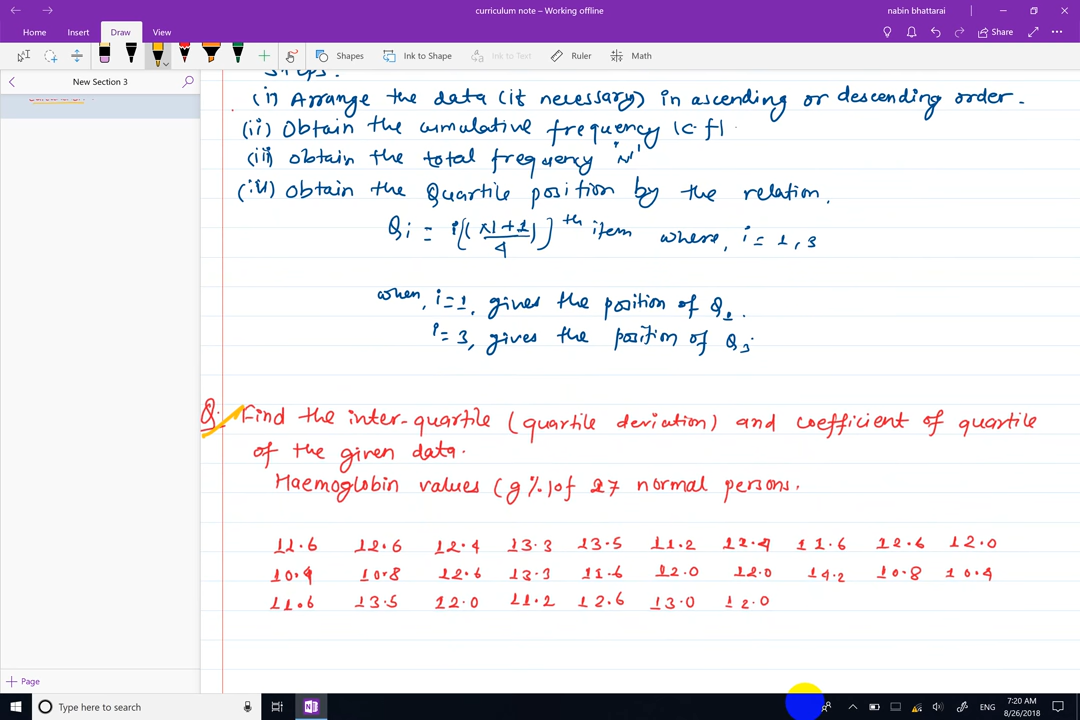 curriculum note – Working offline
nabin bhattarai
Home Insert Draw View
Share
Shapes Ink to Shape Ink to Text Ruler Math
New Section 3
Steps:
(i) Arrange the data (if necessary) in ascending or descending order.
(ii) Obtain the cumulative frequency (c.f)
(iii) Obtain the total frequency 'N'
(iv) Obtain the Quartile position by the relation.
Qi = i[(N+1)/4]th item where, i = 1, 3
when, i=1, gives the position of Q1.
i=3, gives the position of Q3.
Q. Find the inter-quartile (quartile deviation) and coefficient of quartile
of the given data.
Haemoglobin values (g%) of 27 normal persons.
11.6 12.6 12.4 13.3 13.5 11.2 12.4 11.6 12.6 12.0
10.4 10.8 12.6 13.3 11.6 12.0 12.0 14.2 10.8 10.4
11.6 13.5 12.0 11.2 12.6 13.0 12.0
Page
Type here to search
ENG
7:20 AM
8/26/2018